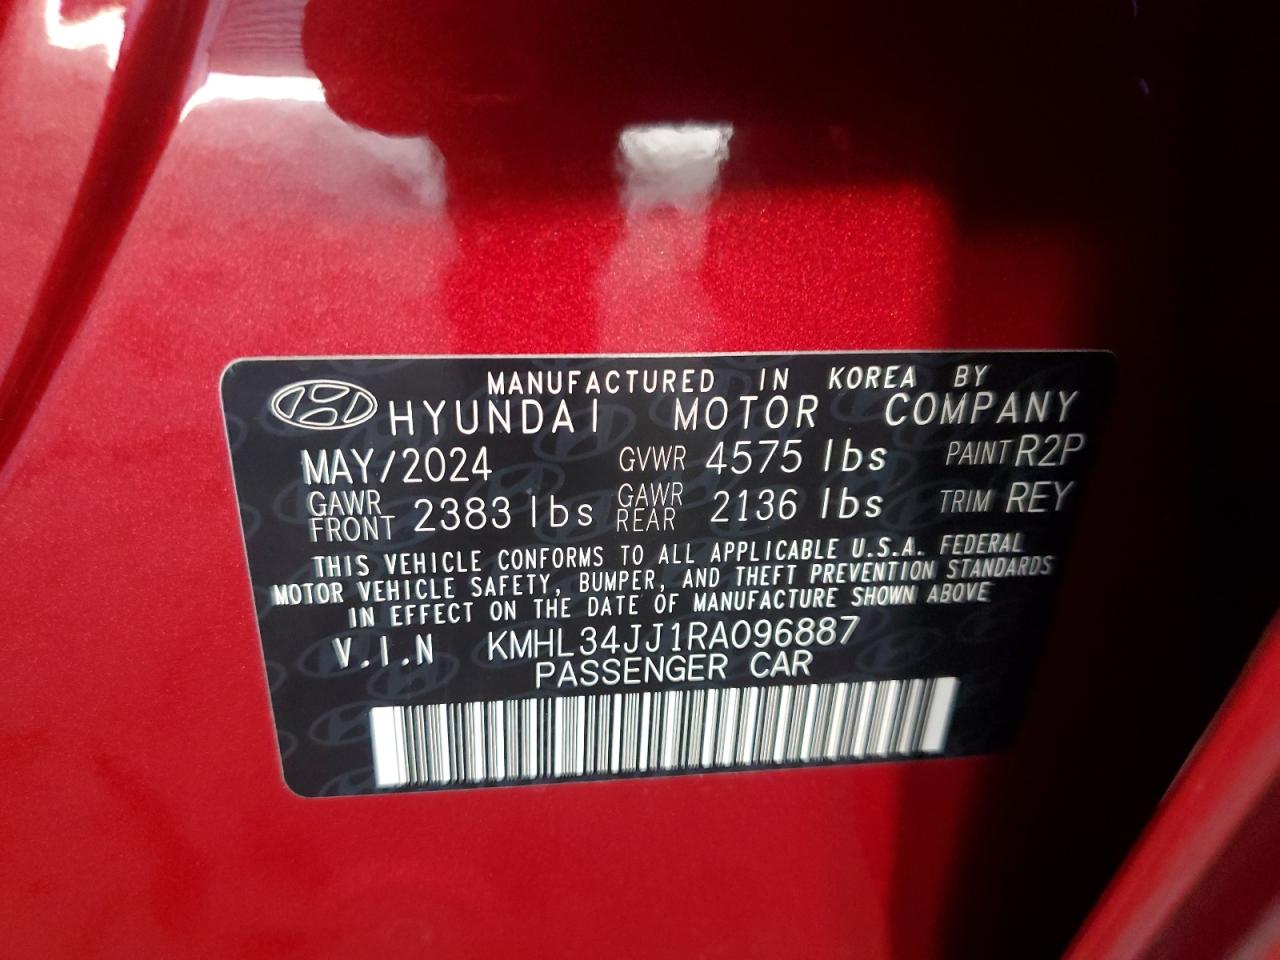 MANUFACTURED IN KOREA BY
HYUNDAI MOTOR COMPANY
MAY/2024 GVWR 4575 lbs PAINT R2P
GAWR FRONT 2383 lbs GAWR REAR 2136 lbs TRIM REY
THIS VEHICLE CONFORMS TO ALL APPLICABLE U.S.A. FEDERAL
MOTOR VEHICLE SAFETY, BUMPER, AND THEFT PREVENTION STANDARDS
IN EFFECT ON THE DATE OF MANUFACTURE SHOWN ABOVE
V.I.N KMHL34JJ1RA096887
PASSENGER CAR